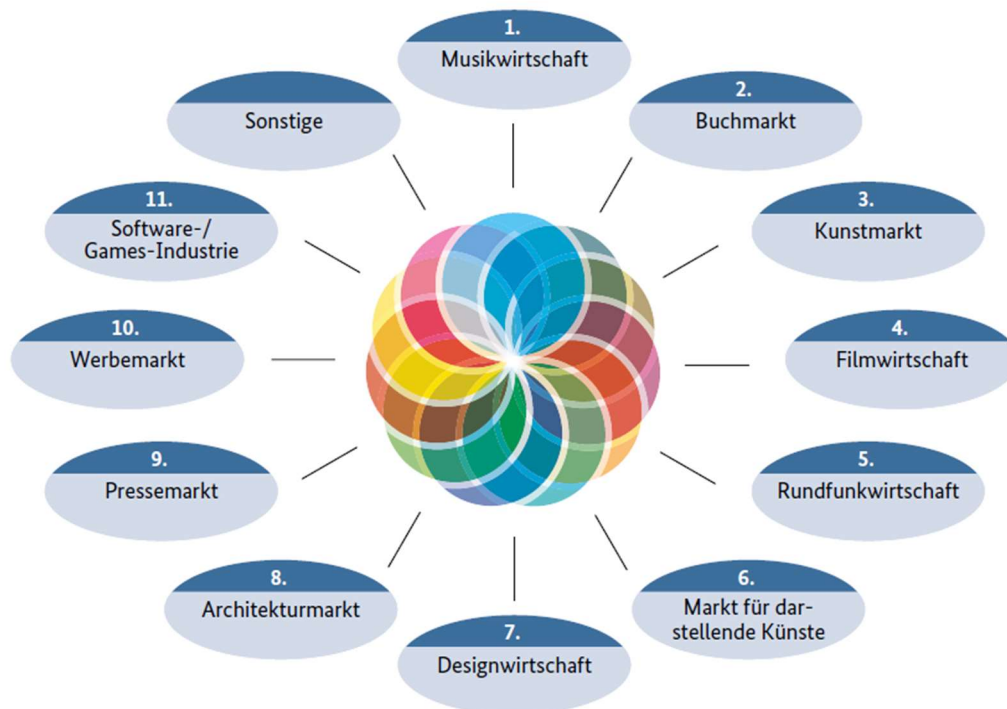 1.
Musikwirtschaft
2.
Buchmarkt
3.
Kunstmarkt
4.
Filmwirtschaft
5.
Rundfunkwirtschaft
6.
Markt für dar-
stellende Künste
7.
Designwirtschaft
8.
Architekturmarkt
9.
Pressemarkt
10.
Werbemarkt
11.
Software-/
Games-Industrie
Sonstige